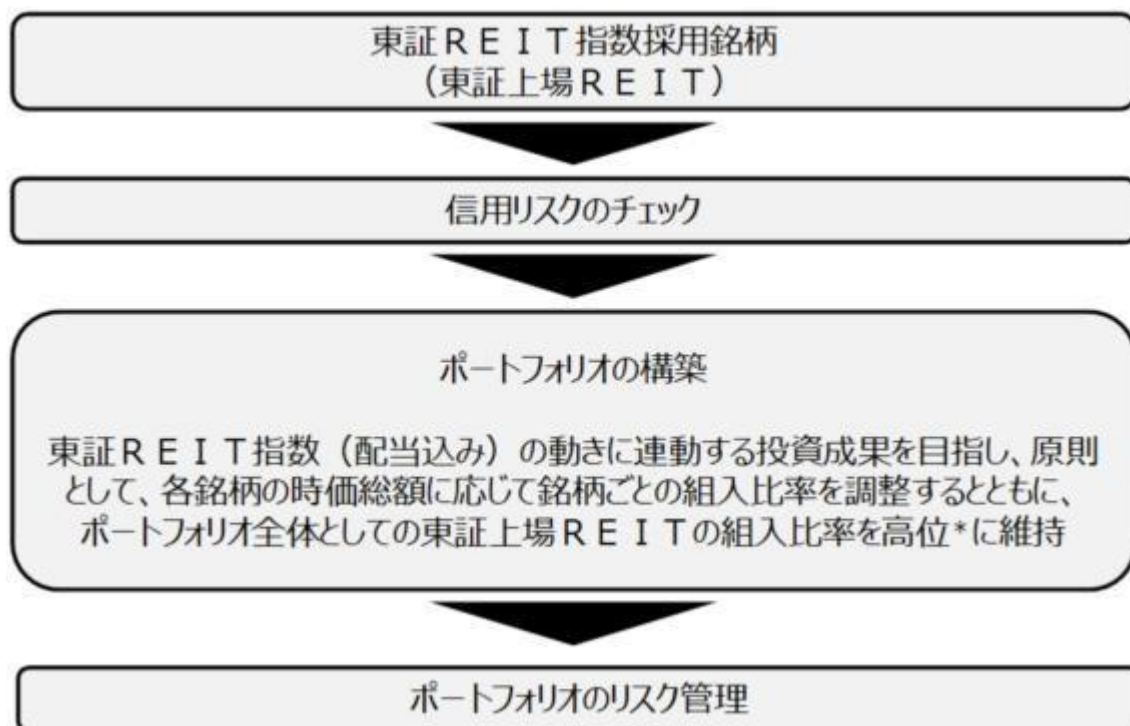 東証ＲＥＩＴ指数採用銘柄
（東証上場ＲＥＩＴ）
信用リスクのチェック
ポートフォリオの構築
東証ＲＥＩＴ指数（配当込み）の動きに連動する投資成果を目指し、原則
として、各銘柄の時価総額に応じて銘柄ごとの組入比率を調整するとともに、
ポートフォリオ全体としての東証上場ＲＥＩＴの組入比率を高位*に維持
ポートフォリオのリスク管理